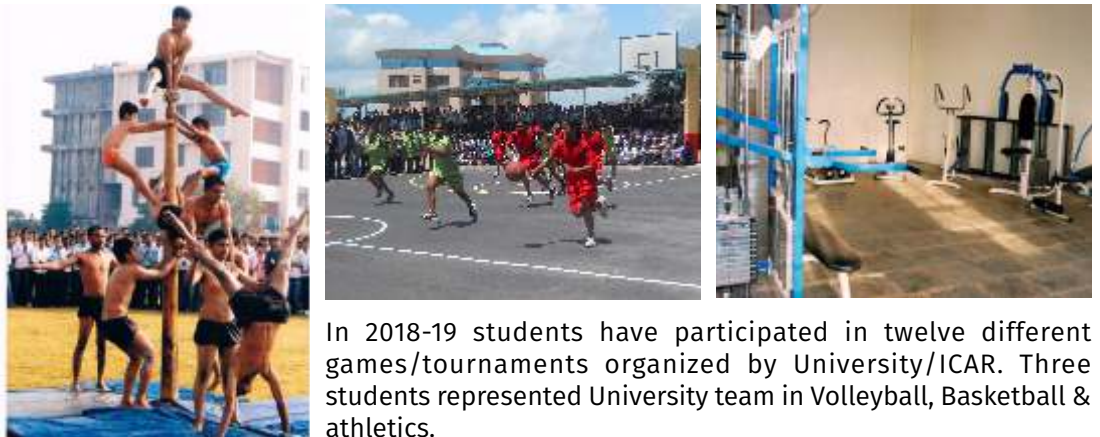 In 2018-19 students have participated in twelve different
games/tournaments organized by University/ICAR. Three
students represented University team in Volleyball, Basketball &
athletics.